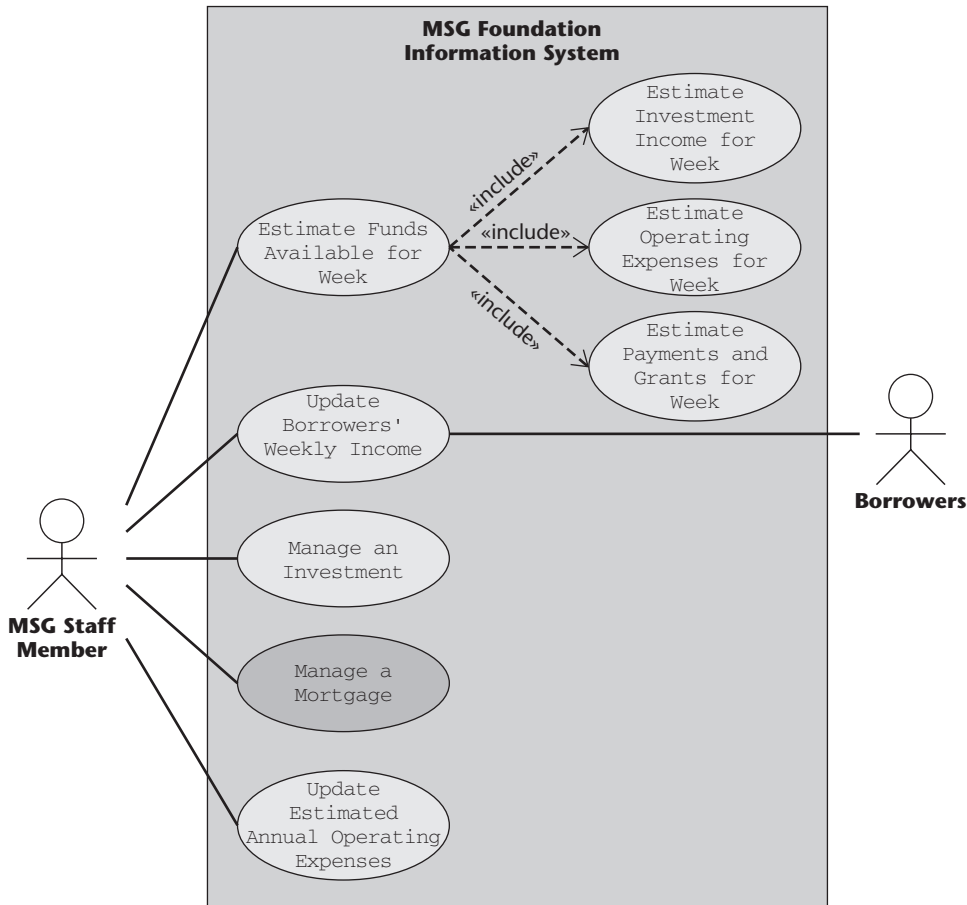 MSG Foundation
Information System
Estimate
Investment
Income for
Week
«include»
Estimate Funds
Available for
Week
«include»
Estimate
Operating
Expenses for
Week
«include»
Estimate
Payments and
Grants for
Week
Update
Borrowers'
Weekly Income
Borrowers
Manage an
Investment
MSG Staff
Member
Manage a
Mortgage
Update
Estimated
Annual Operating
Expenses